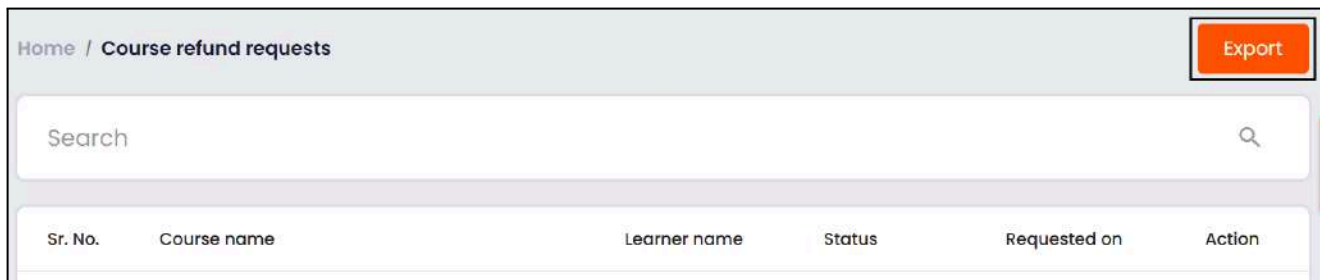 Home / Course refund requests
Export
Search
Sr. No. Course name Learner name Status Requested on Action